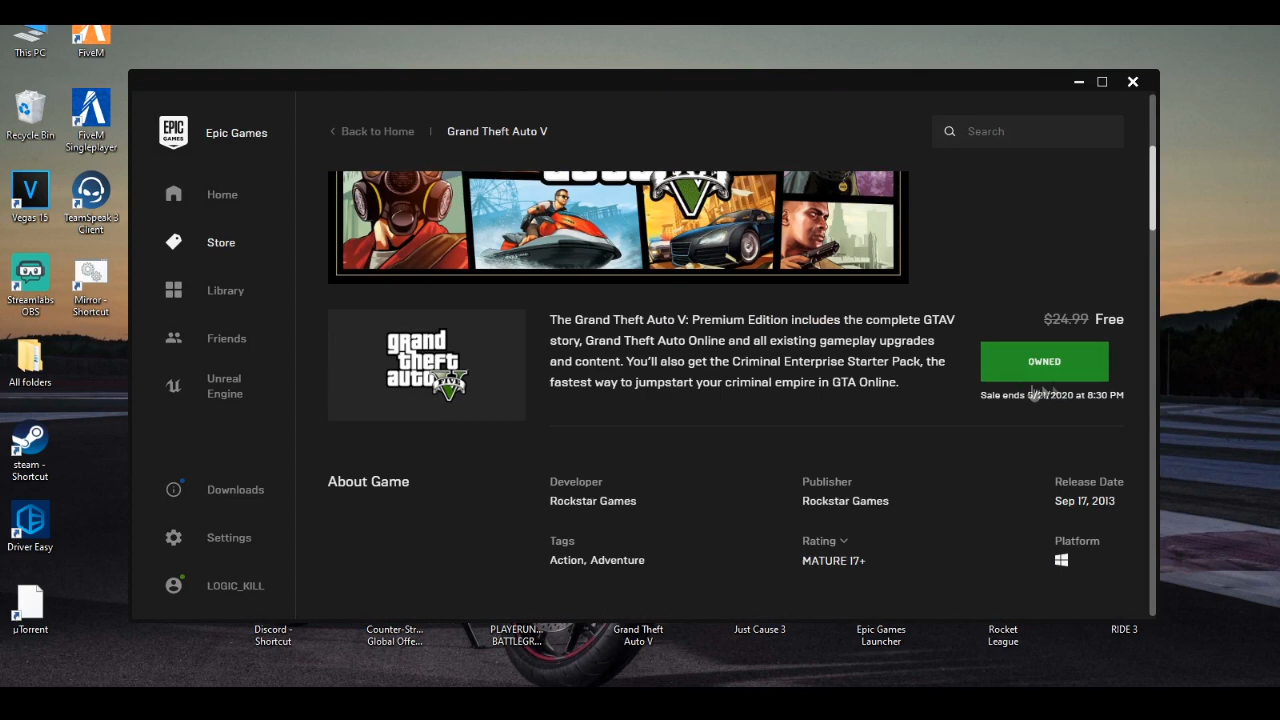 This PC
FiveM
Recycle Bin
FiveM
Singleplayer
V
Vegas 15
TeamSpeak 3
Client
Streamlabs
OBS
Mirror -
Shortcut
All folders
steam -
Shortcut
Driver Easy
µTorrent
EPIC
GAMES
Epic Games
Home
Store
Library
Friends
Unreal
Engine
Downloads
Settings
LOGIC_KILL
Back to Home
Grand Theft Auto V
Search
V
grand
theft
auto V
The Grand Theft Auto V: Premium Edition includes the complete GTAV
story, Grand Theft Auto Online and all existing gameplay upgrades
and content. You'll also get the Criminal Enterprise Starter Pack, the
fastest way to jumpstart your criminal empire in GTA Online.
$24.99 Free
OWNED
Sale ends 5/21/2020 at 8:30 PM
About Game
Developer
Rockstar Games
Publisher
Rockstar Games
Release Date
Sep 17, 2013
Tags
Action, Adventure
Rating
MATURE 17+
Platform
Discord -
Shortcut
Counter-Str...
Global Offe...
PLAYERUN...
BATTLEGR...
Grand Theft
Auto V
Just Cause 3
Epic Games
Launcher
Rocket
League
RIDE 3